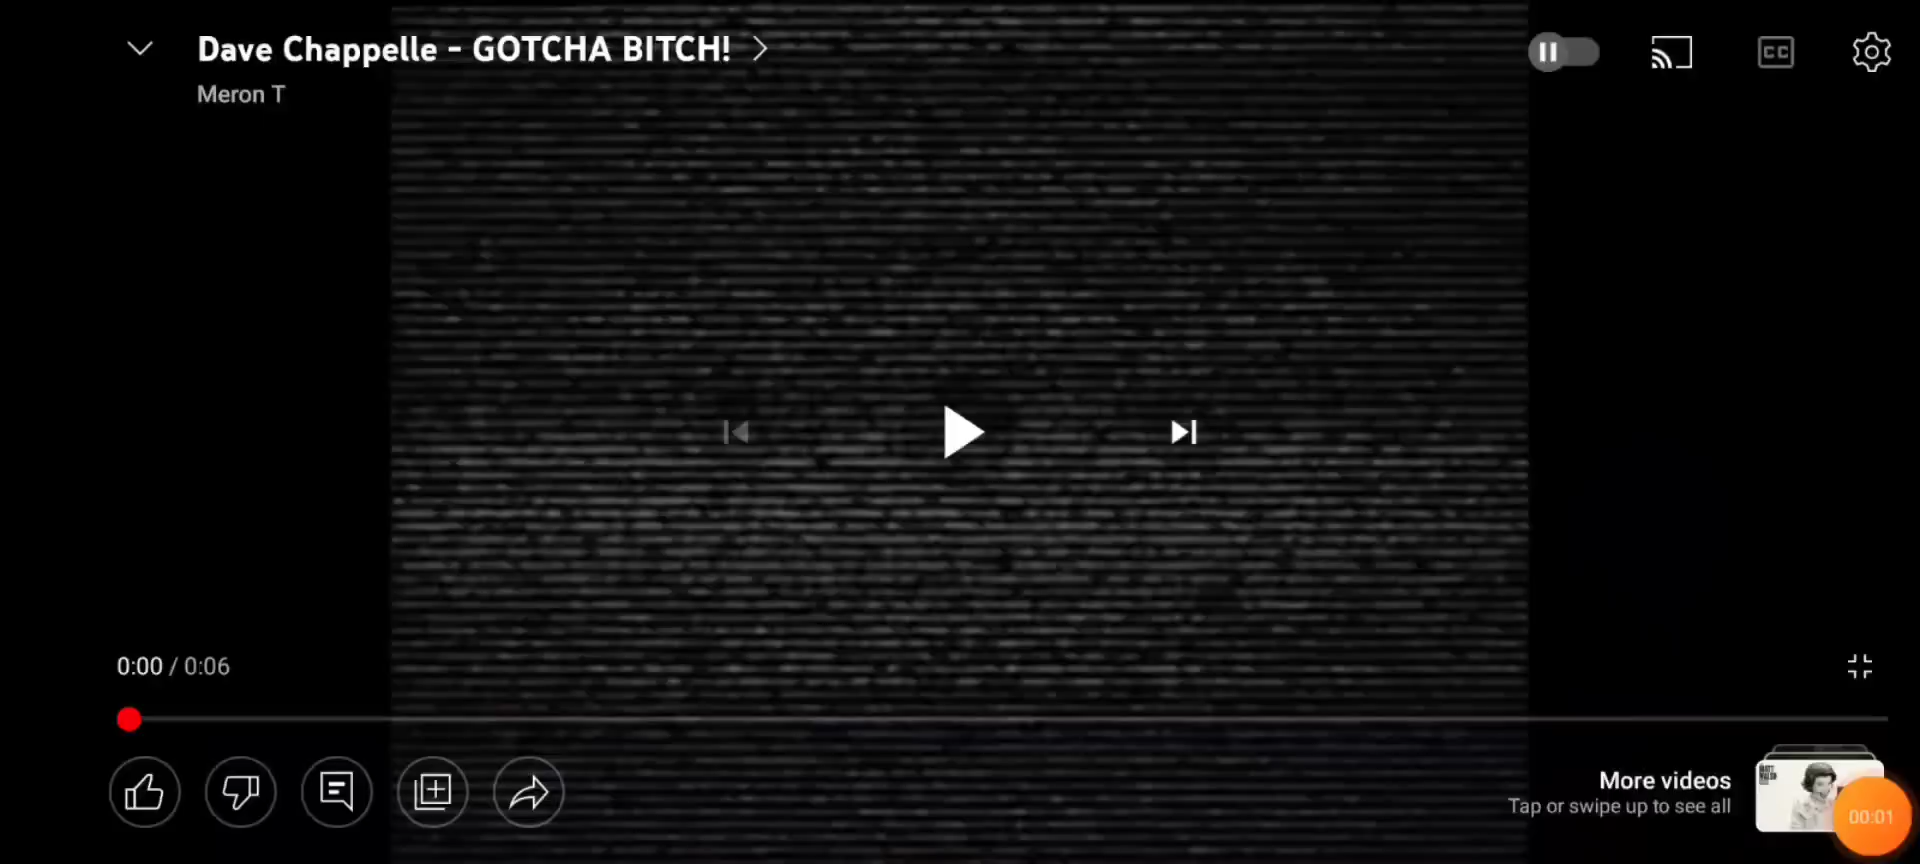 Dave Chappelle - GOTCHA BITCH!
Meron T
CC
0:00 / 0:06
More videos
Tap or swipe up to see all
00:01